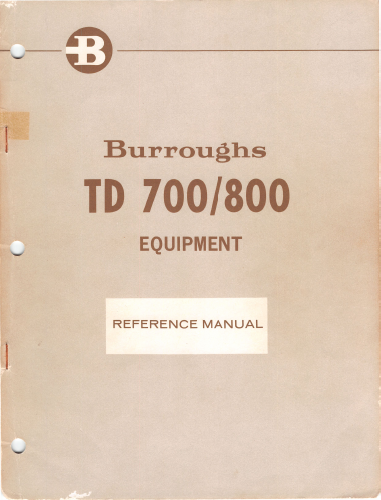 B
Burroughs
TD 700/800
EQUIPMENT
REFERENCE MANUAL